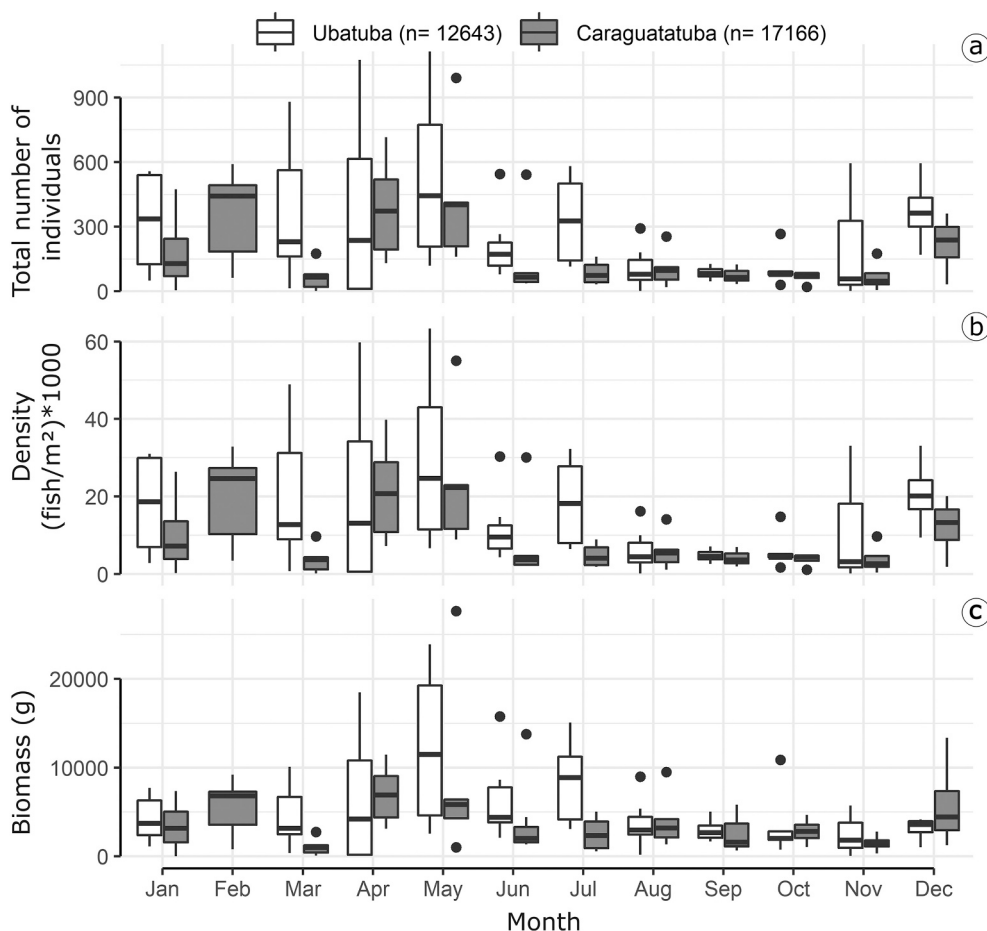 Ubatuba (n= 12643)
Caraguatatuba (n= 17166)
a
Total number of
individuals
900
600
300
0
b
Density
(fish/m²)*1000
60
40
20
0
c
Biomass (g)
20000
10000
0
Jan Feb Mar Apr May Jun Jul Aug Sep Oct Nov Dec
Month